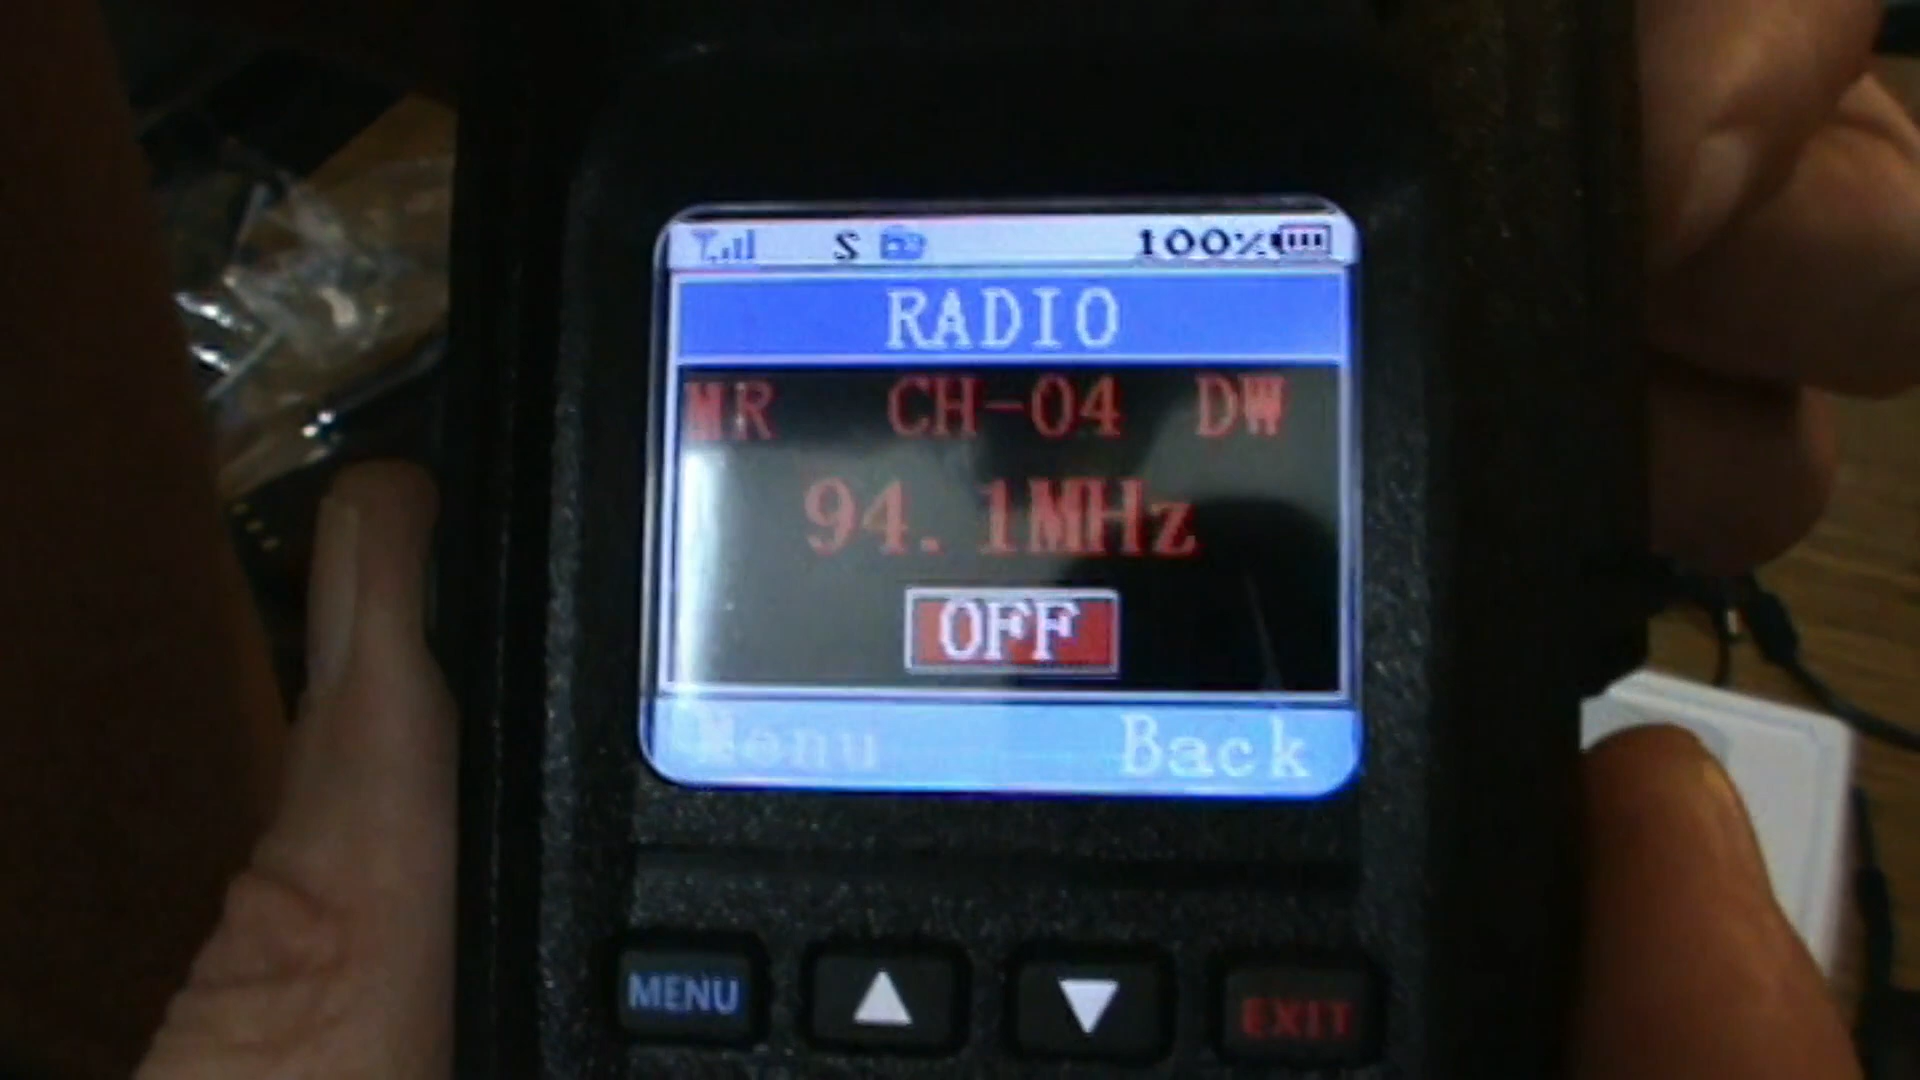 S 100%
RADIO
MR CH-04 DW
94.1MHz
OFF
Menu Back
MENU EXIT